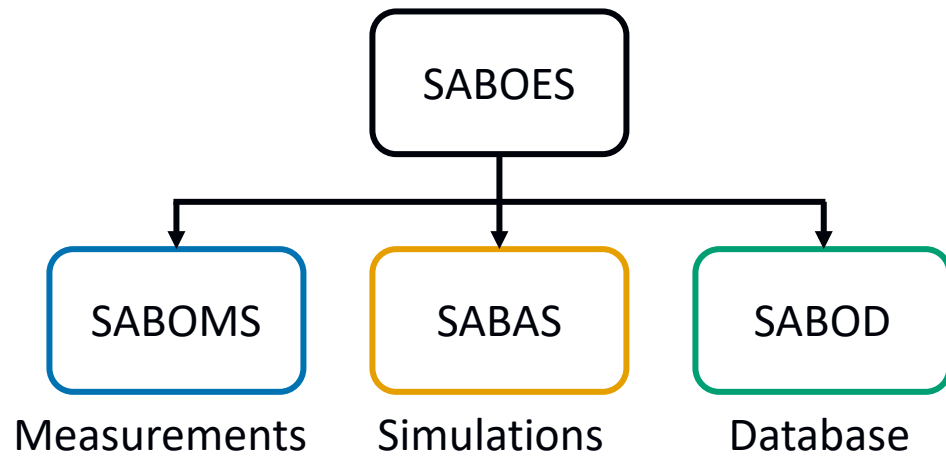 SABOES
SABOMS
SABAS
SABOD
Measurements
Simulations
Database